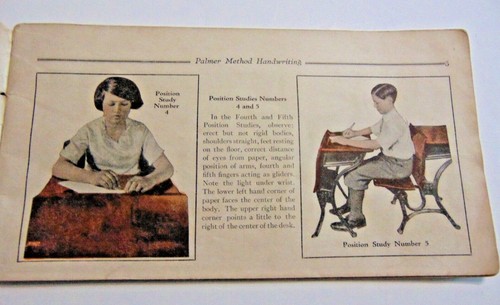 Palmer Method Handwriting
5
Position
Study
Number
4
Position Studies Numbers
4 and 5
In the Fourth and Fifth
Position Studies, observe:
erect but not rigid bodies,
shoulders straight, feet resting
on the floor, correct distance
of eyes from paper, angular
position of arms, fourth and
fifth fingers acting as gliders.
Note the light under wrist.
The lower left hand corner of
paper faces the center of the
body. The upper right hand
corner points a little to the
right of the center of the desk.
Position Study Number 5